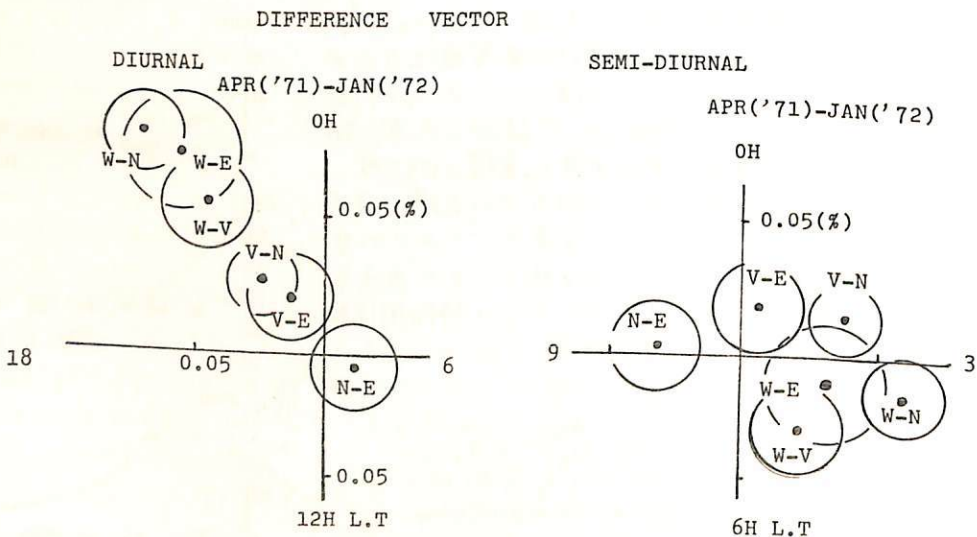 DIFFERENCE VECTOR
DIURNAL
APR('71)-JAN('72)
0H
W-N
W-E
W-V
0.05(%)
V-N
V-E
18
0.05
6
N-E
0.05
12H L.T
SEMI-DIURNAL
APR('71)-JAN('72)
0H
0.05(%)
V-E
V-N
N-E
9
3
W-E
W-N
W-V
6H L.T